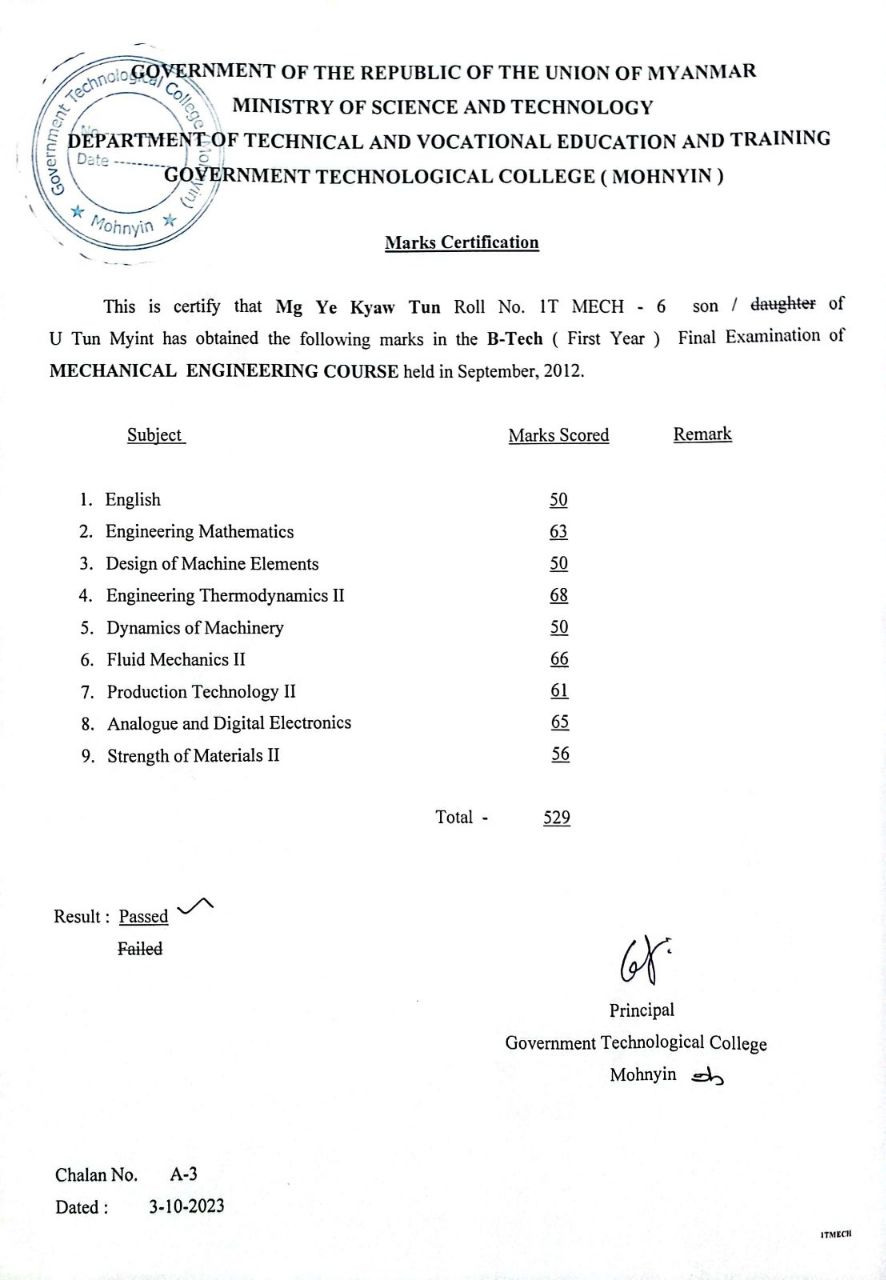 GOVERNMENT OF THE REPUBLIC OF THE UNION OF MYANMAR
MINISTRY OF SCIENCE AND TECHNOLOGY
DEPARTMENT OF TECHNICAL AND VOCATIONAL EDUCATION AND TRAINING
GOVERNMENT TECHNOLOGICAL COLLEGE ( MOHNYIN )
Government Technological College (Mohnyin)
No
Date ----------
★ Mohnyin ★
Marks Certification
This is certify that Mg Ye Kyaw Tun Roll No. 1T MECH - 6 son / daughter of
U Tun Myint has obtained the following marks in the B-Tech ( First Year ) Final Examination of
MECHANICAL ENGINEERING COURSE held in September, 2012.
Subject Marks Scored Remark
1. English 50
2. Engineering Mathematics 63
3. Design of Machine Elements 50
4. Engineering Thermodynamics II 68
5. Dynamics of Machinery 50
6. Fluid Mechanics II 66
7. Production Technology II 61
8. Analogue and Digital Electronics 65
9. Strength of Materials II 56
Total - 529
Result : Passed
Failed
Principal
Government Technological College
Mohnyin
Chalan No. A-3
Dated : 3-10-2023
1TMECH